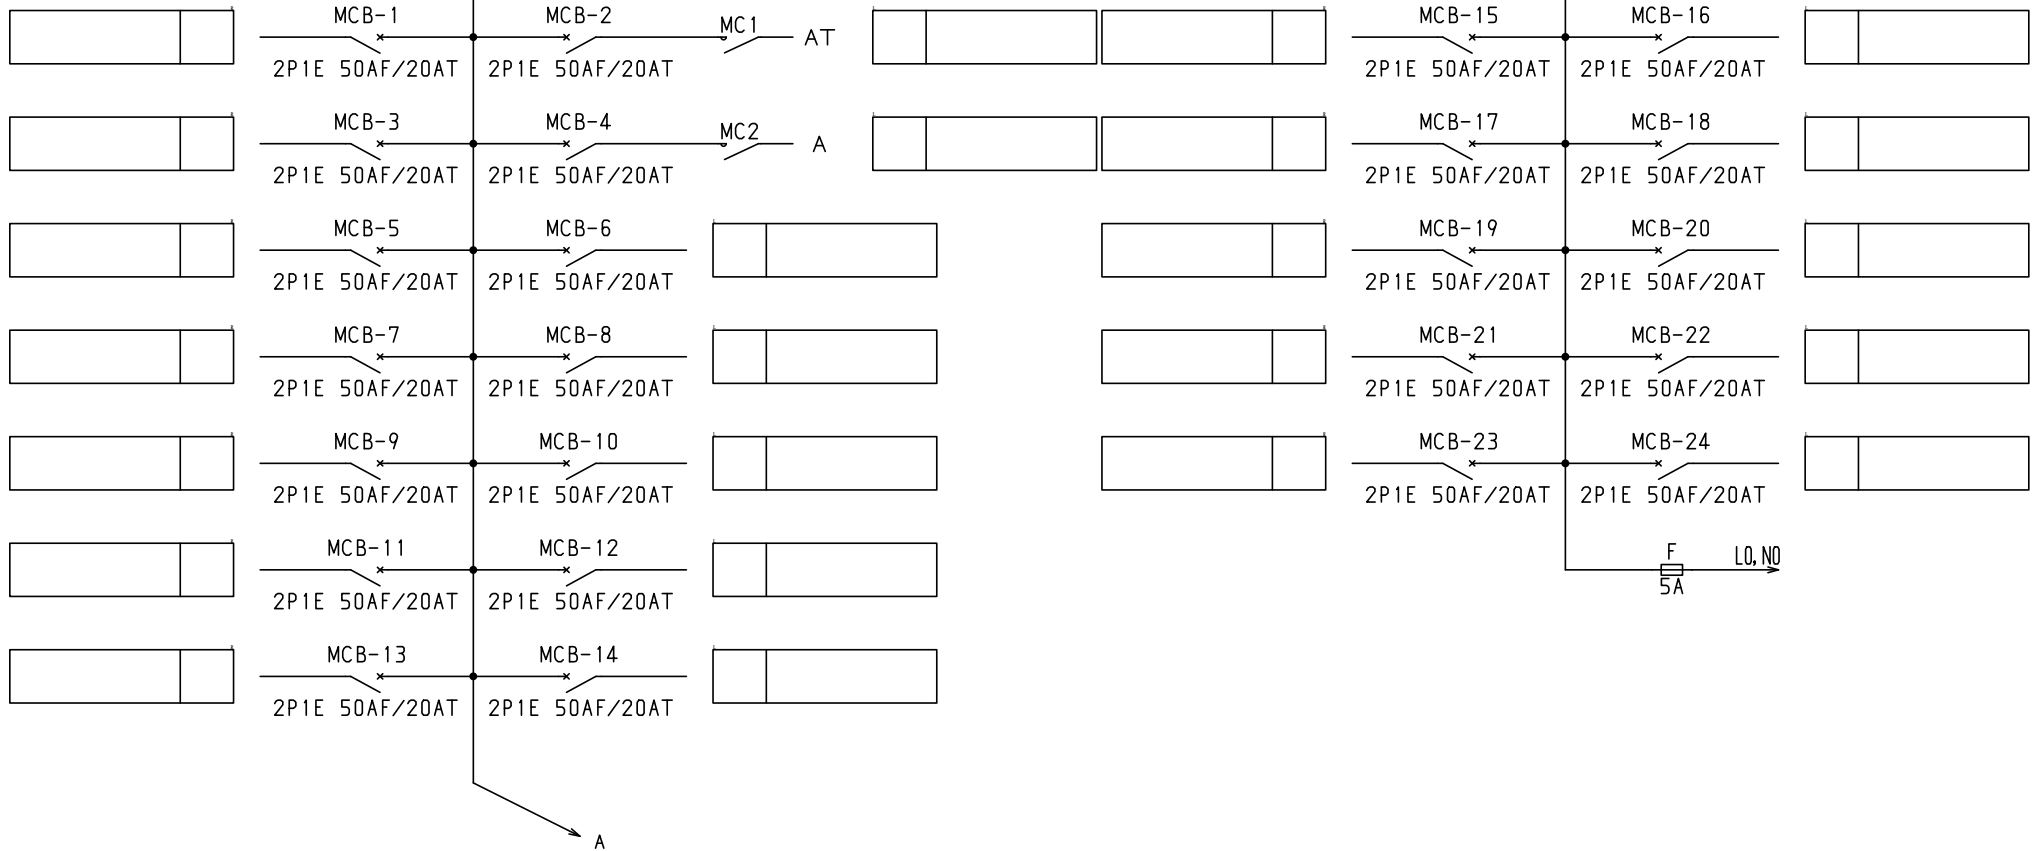 MCB-1 MCB-2 MC1 AT MCB-15 MCB-16
2P1E 50AF/20AT 2P1E 50AF/20AT 2P1E 50AF/20AT 2P1E 50AF/20AT
MCB-3 MCB-4 MC2 A MCB-17 MCB-18
2P1E 50AF/20AT 2P1E 50AF/20AT 2P1E 50AF/20AT 2P1E 50AF/20AT
MCB-5 MCB-6 MCB-19 MCB-20
2P1E 50AF/20AT 2P1E 50AF/20AT 2P1E 50AF/20AT 2P1E 50AF/20AT
MCB-7 MCB-8 MCB-21 MCB-22
2P1E 50AF/20AT 2P1E 50AF/20AT 2P1E 50AF/20AT 2P1E 50AF/20AT
MCB-9 MCB-10 MCB-23 MCB-24
2P1E 50AF/20AT 2P1E 50AF/20AT 2P1E 50AF/20AT 2P1E 50AF/20AT
MCB-11 MCB-12 F L0,N0
2P1E 50AF/20AT 2P1E 50AF/20AT 5A
MCB-13 MCB-14
2P1E 50AF/20AT 2P1E 50AF/20AT
A